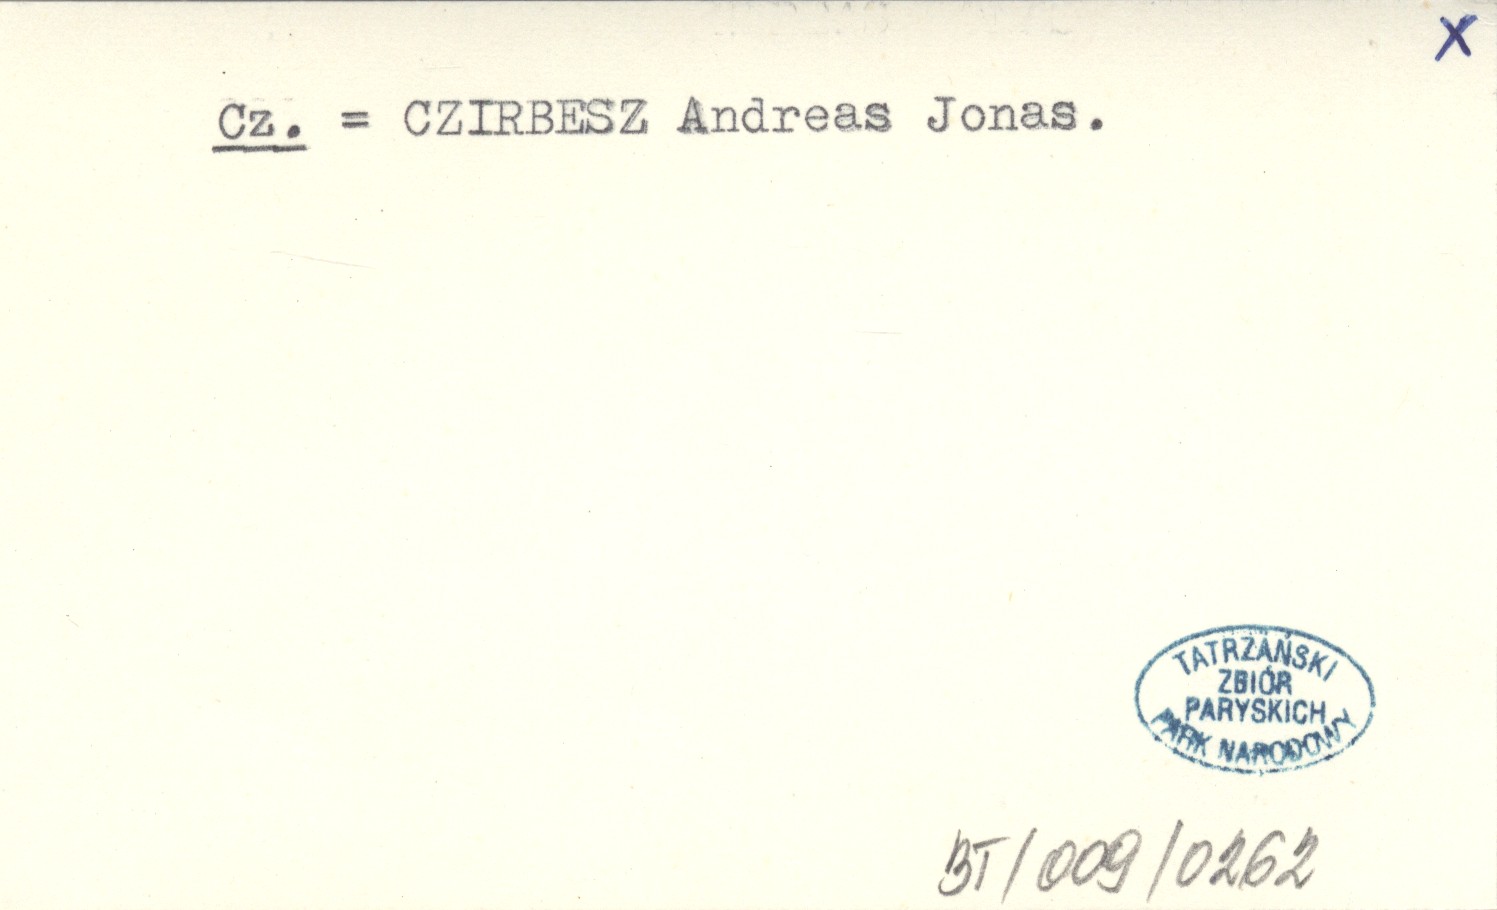 X
Cz. = CZIRBESZ Andreas Jonas.
TATRZAŃSKI
ZBIÓR
PARYSKICH
PARK NARODOWY
BT/009/0262